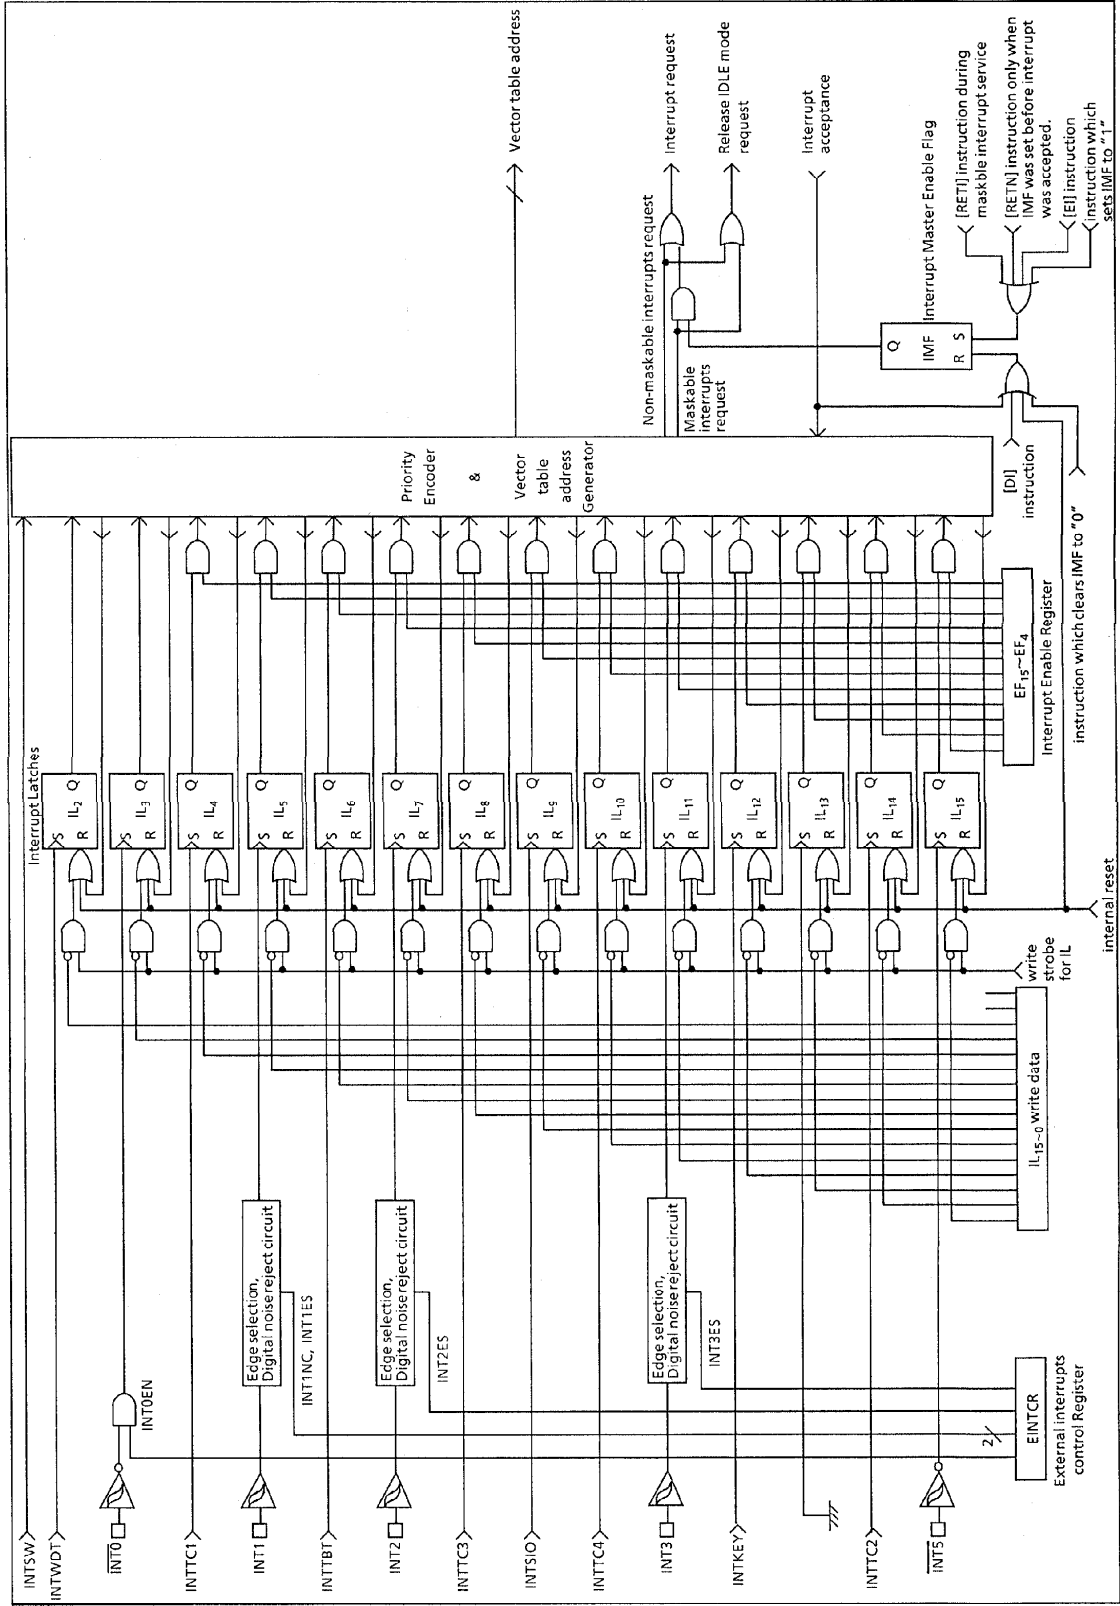 INTSW
INTWDT
INT0
INTTC1
INT1
INTTBT
INT2
INTTC3
INTSIO
INTTC4
INT3
INTKEY
INTTC2
INT5
INT0EN
Edge selection,
Digital noise reject circuit
INT1NC, INT1ES
Edge selection,
Digital noise reject circuit
INT2ES
Edge selection,
Digital noise reject circuit
INT3ES
2
EINTCR
External interrupts
control Register
IL15~0 write data
write
strobe
for IL
internal reset
Interrupt Latches
S R Q IL2
S R Q IL3
S R Q IL4
S R Q IL5
S R Q IL6
S R Q IL7
S R Q IL8
S R Q IL9
S R Q IL10
S R Q IL11
S R Q IL12
S R Q IL13
S R Q IL14
S R Q IL15
EF15~EF4
Interrupt Enable Register
instruction which clears IMF to "0"
Priority
Encoder
&
Vector
table
address
Generator
[DI]
instruction
Vector table address
Non-maskable interrupts request
Maskable
interrupts
request
Interrupt request
Release IDLE mode
request
Interrupt
acceptance
Q
IMF
R S
Interrupt Master Enable Flag
[RETI] instruction during
maskble interrupt service
[RETN] instruction only when
IMF was set before interrupt
was accepted.
[EI] instruction
instruction which
sets IMF to "1"